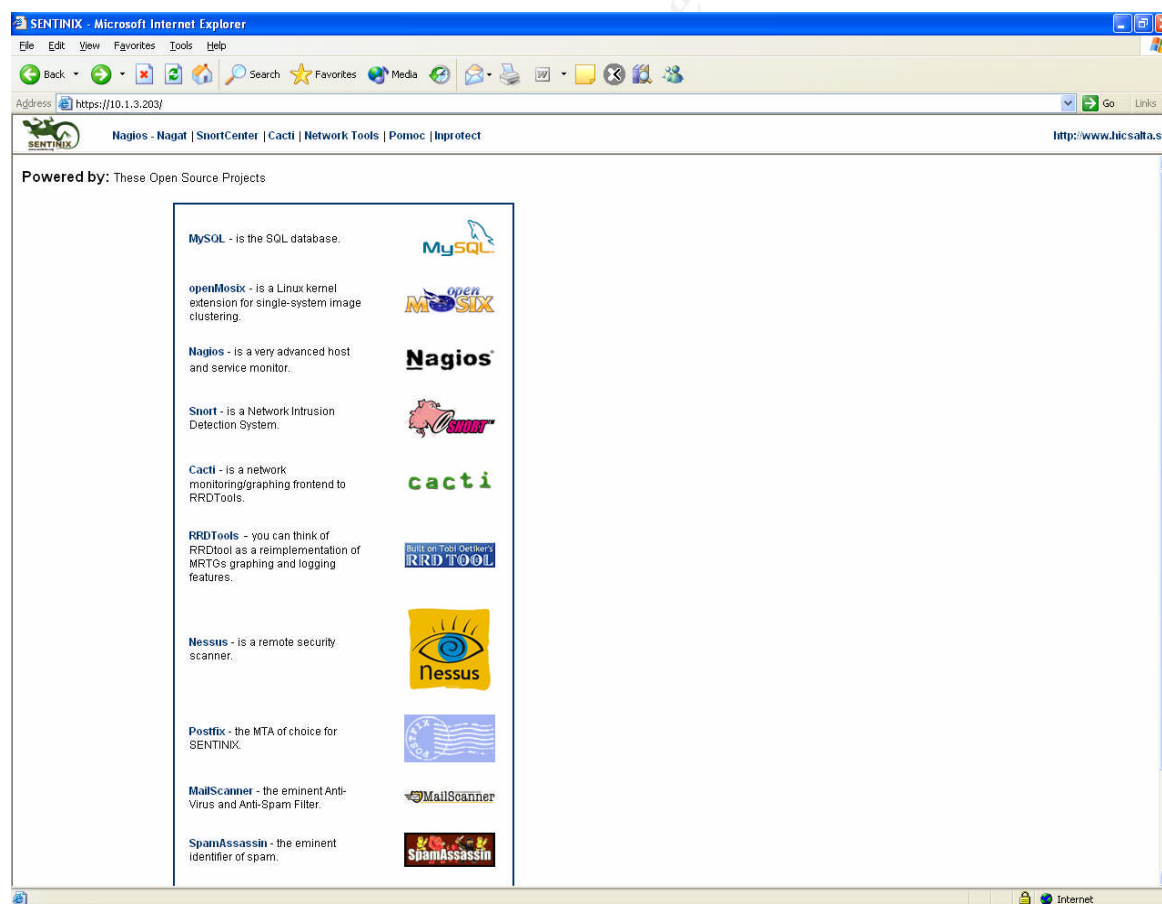 SENTINIX - Microsoft Internet Explorer
File Edit View Favorites Tools Help
Back Search Favorites Media
Address https://10.1.3.203/ Go Links
SENTINIX
Nagios - Nagat | SnortCenter | Cacti | Network Tools | Pomoc | Inprotect
http://www.hicsalta.s
Powered by: These Open Source Projects
MySQL - is the SQL database.
MySQL
openMosix - is a Linux kernel
extension for single-system image
clustering.
open
MOSIX
Nagios - is a very advanced host
and service monitor.
Nagios
Snort - is a Network Intrusion
Detection System.
SNORT
Cacti - is a network
monitoring/graphing frontend to
RRDTools.
cacti
RRDTools - you can think of
RRDtool as a reimplementation of
MRTGs graphing and logging
features.
Built on Tobi Oetiker's
RRDTOOL
Nessus - is a remote security
scanner.
Nessus
Postfix - the MTA of choice for
SENTINIX.
POSTFIX
MailScanner - the eminent Anti-
Virus and Anti-Spam Filter.
MailScanner
SpamAssassin - the eminent
identifier of spam.
SpamAssassin
Internet